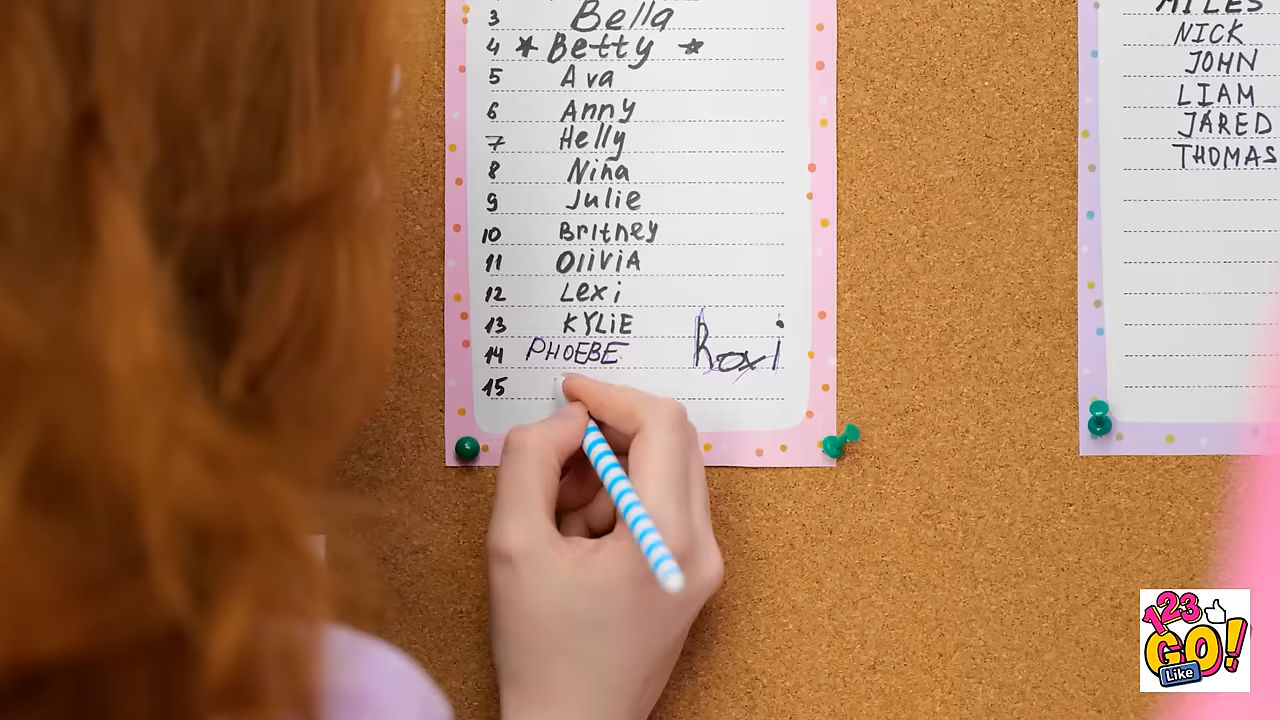 3 Bella
4 * Betty *
5 Ava
6 Anny
7 Helly
8 Nina
9 Julie
10 Britney
11 OliviA
12 Lexi
13 KYLiE
14 PHOEBE
Roxi
15
MILES
NICK
JOHN
LIAM
JARED
THOMAS
123
GO!
Like